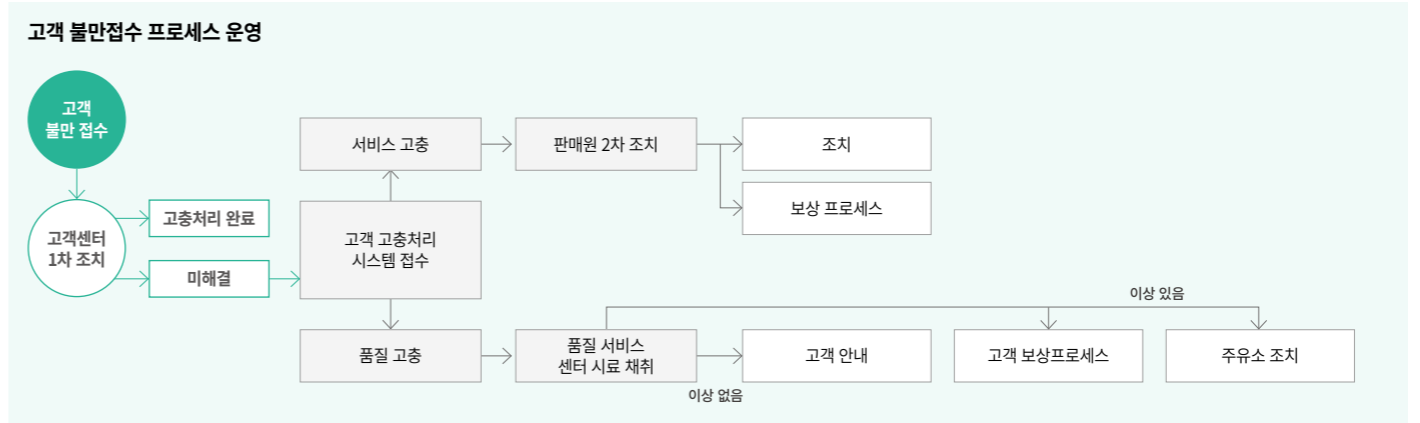 고객 불만접수 프로세스 운영
고객
불만 접수
고객센터
1차 조치
고충처리 완료
미해결
고객 고충처리
시스템 접수
서비스 고충
판매원 2차 조치
조치
보상 프로세스
품질 고충
품질 서비스
센터 시료 채취
이상 없음
고객 안내
이상 있음
고객 보상프로세스
주유소 조치